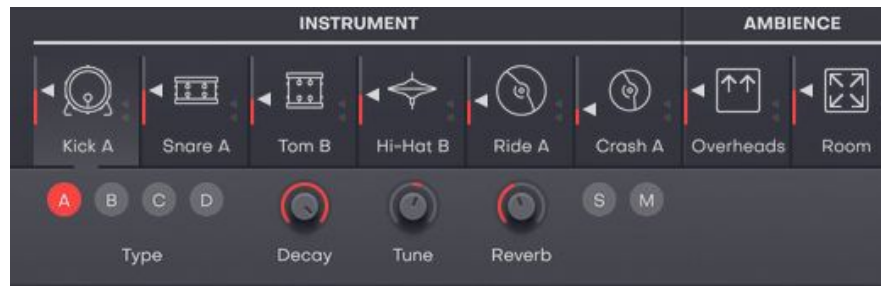 INSTRUMENT AMBIENCE
Kick A Snare A Tom B Hi-Hat B Ride A Crash A Overheads Room
A B C D S M
Type Decay Tune Reverb